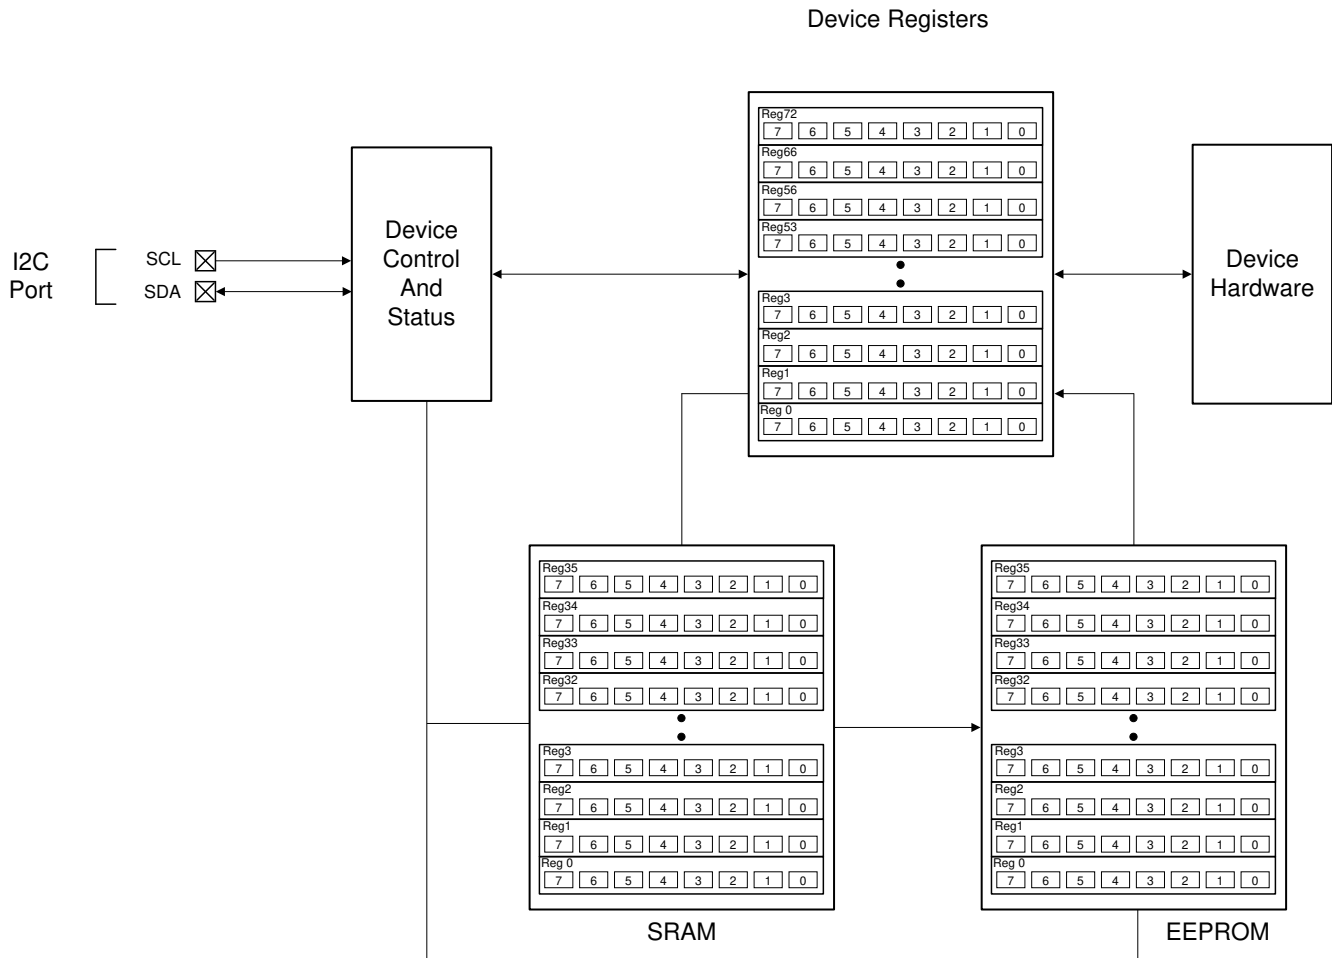 Device Registers
Reg72
7 6 5 4 3 2 1 0
Reg66
7 6 5 4 3 2 1 0
Reg56
7 6 5 4 3 2 1 0
Reg53
7 6 5 4 3 2 1 0
Reg3
7 6 5 4 3 2 1 0
Reg2
7 6 5 4 3 2 1 0
Reg1
7 6 5 4 3 2 1 0
Reg 0
7 6 5 4 3 2 1 0
I2C
Port
SCL
SDA
Device
Control
And
Status
Device
Hardware
Reg35
7 6 5 4 3 2 1 0
Reg34
7 6 5 4 3 2 1 0
Reg33
7 6 5 4 3 2 1 0
Reg32
7 6 5 4 3 2 1 0
Reg3
7 6 5 4 3 2 1 0
Reg2
7 6 5 4 3 2 1 0
Reg1
7 6 5 4 3 2 1 0
Reg 0
7 6 5 4 3 2 1 0
SRAM
Reg35
7 6 5 4 3 2 1 0
Reg34
7 6 5 4 3 2 1 0
Reg33
7 6 5 4 3 2 1 0
Reg32
7 6 5 4 3 2 1 0
Reg3
7 6 5 4 3 2 1 0
Reg2
7 6 5 4 3 2 1 0
Reg1
7 6 5 4 3 2 1 0
Reg 0
7 6 5 4 3 2 1 0
EEPROM